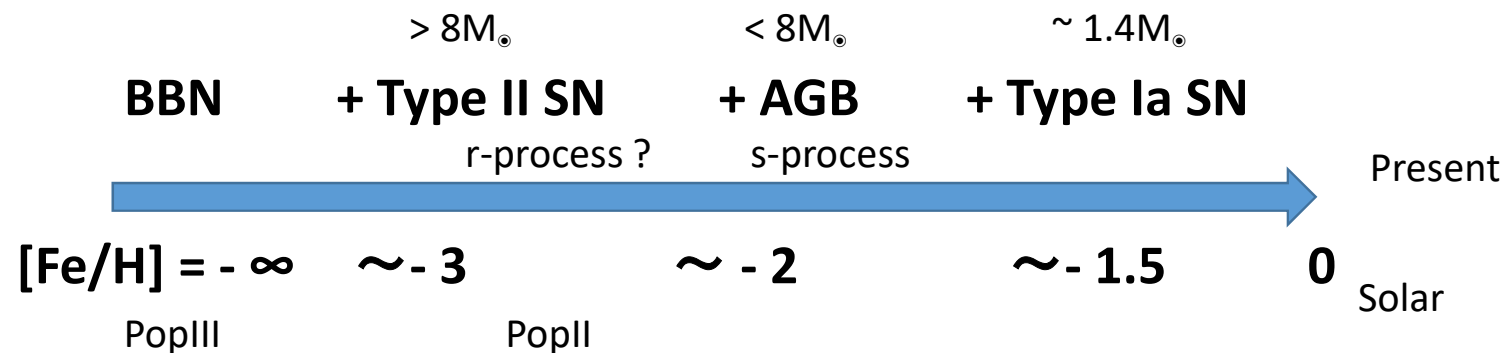 > 8M⦿ < 8M⦿ ~ 1.4M⦿
BBN + Type II SN + AGB + Type Ia SN
r-process ? s-process
Present
[Fe/H] = - ∞ ～- 3 ～ - 2 ～- 1.5 0
Solar
PopIII PopII